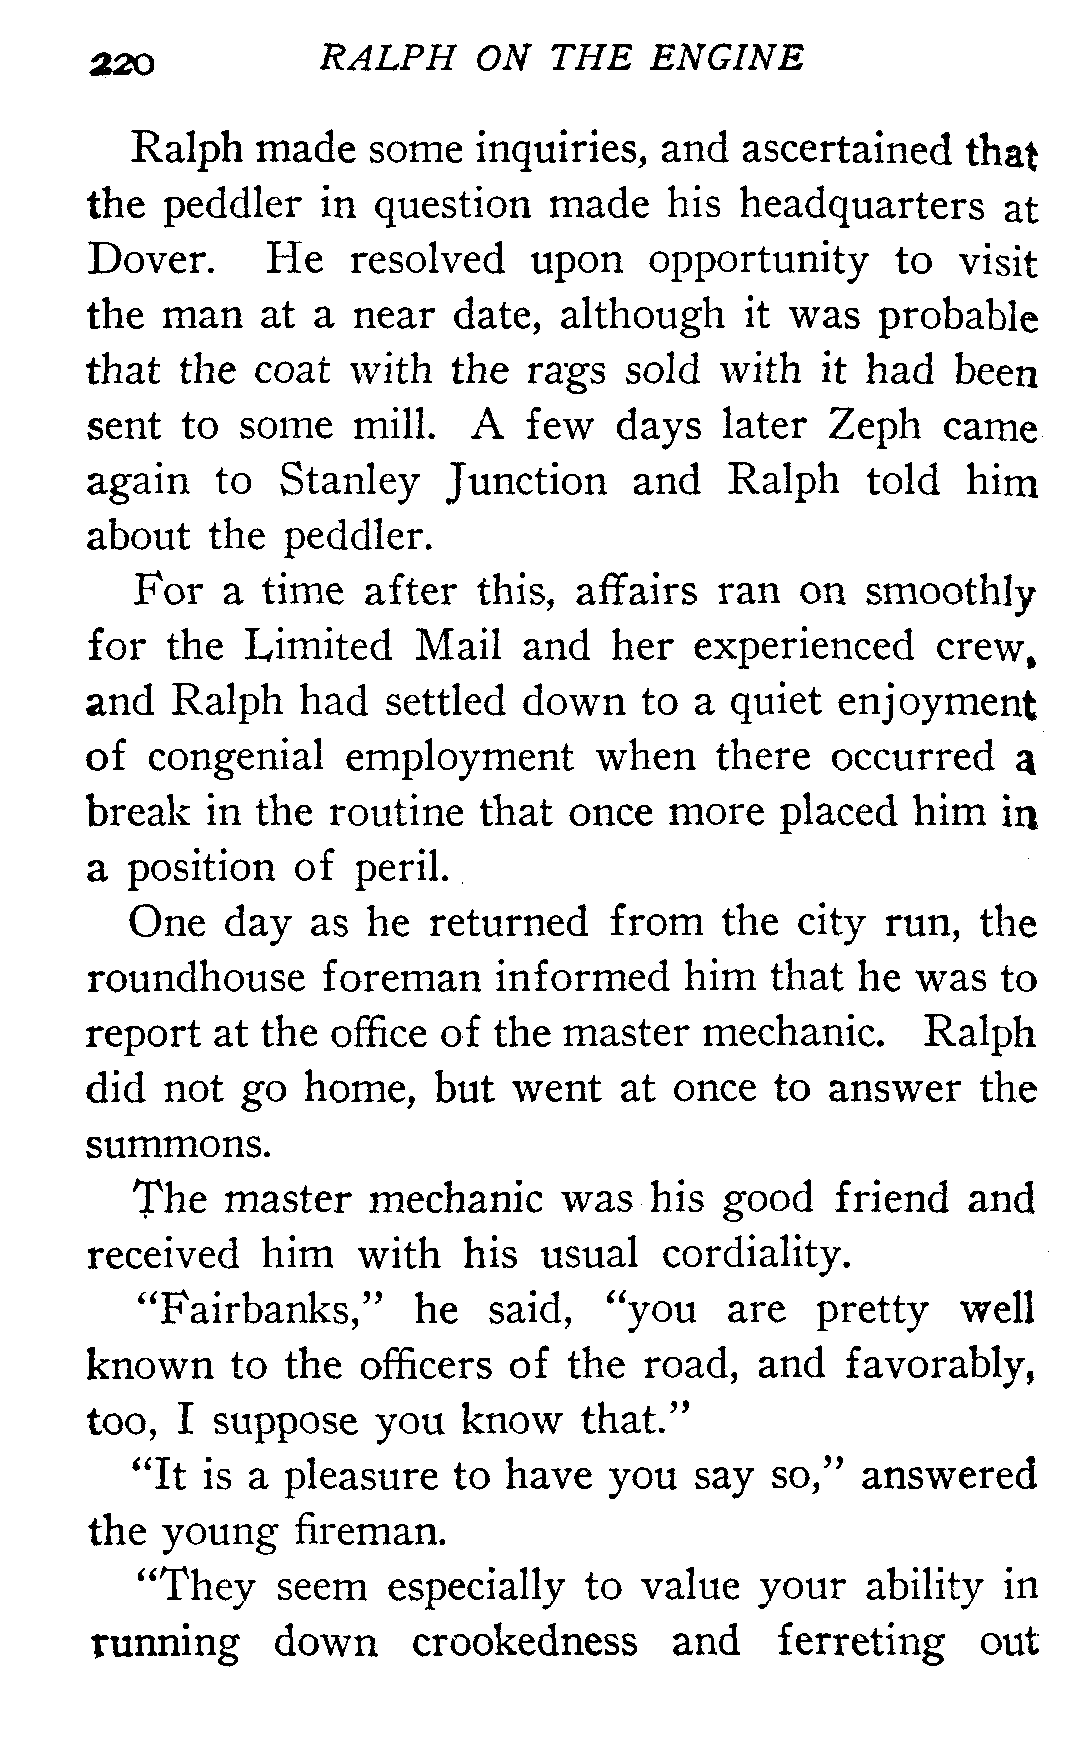 220 RALPH ON THE ENGINE
Ralph made some inquiries, and ascertained that
the peddler in question made his headquarters at
Dover. He resolved upon opportunity to visit
the man at a near date, although it was probable
that the coat with the rags sold with it had been
sent to some mill. A few days later Zeph came
again to Stanley Junction and Ralph told him
about the peddler.
For a time after this, affairs ran on smoothly
for the Limited Mail and her experienced crew,
and Ralph had settled down to a quiet enjoyment
of congenial employment when there occurred a
break in the routine that once more placed him in
a position of peril.
One day as he returned from the city run, the
roundhouse foreman informed him that he was to
report at the office of the master mechanic. Ralph
did not go home, but went at once to answer the
summons.
The master mechanic was his good friend and
received him with his usual cordiality.
“Fairbanks,” he said, “you are pretty well
known to the officers of the road, and favorably,
too, I suppose you know that.”
“It is a pleasure to have you say so,” answered
the young fireman.
“They seem especially to value your ability in
running down crookedness and ferreting out